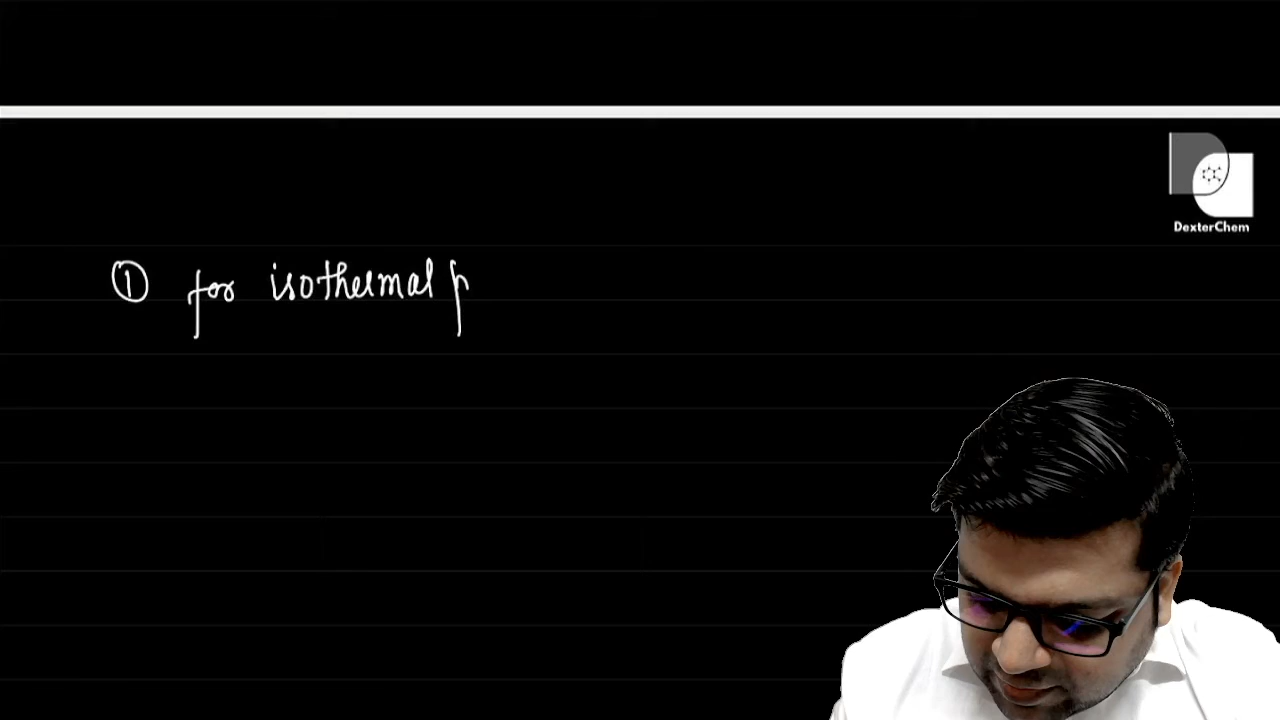 DexterChem
① for isothermal p